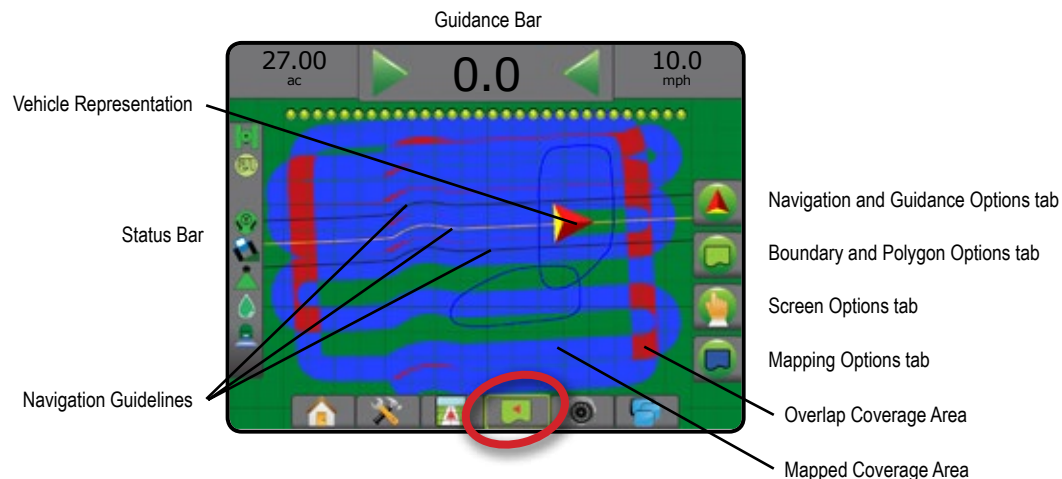 Guidance Bar
27.00
ac
0.0
10.0
mph
Vehicle Representation
Status Bar
Navigation Guidelines
Navigation and Guidance Options tab
Boundary and Polygon Options tab
Screen Options tab
Mapping Options tab
Overlap Coverage Area
Mapped Coverage Area